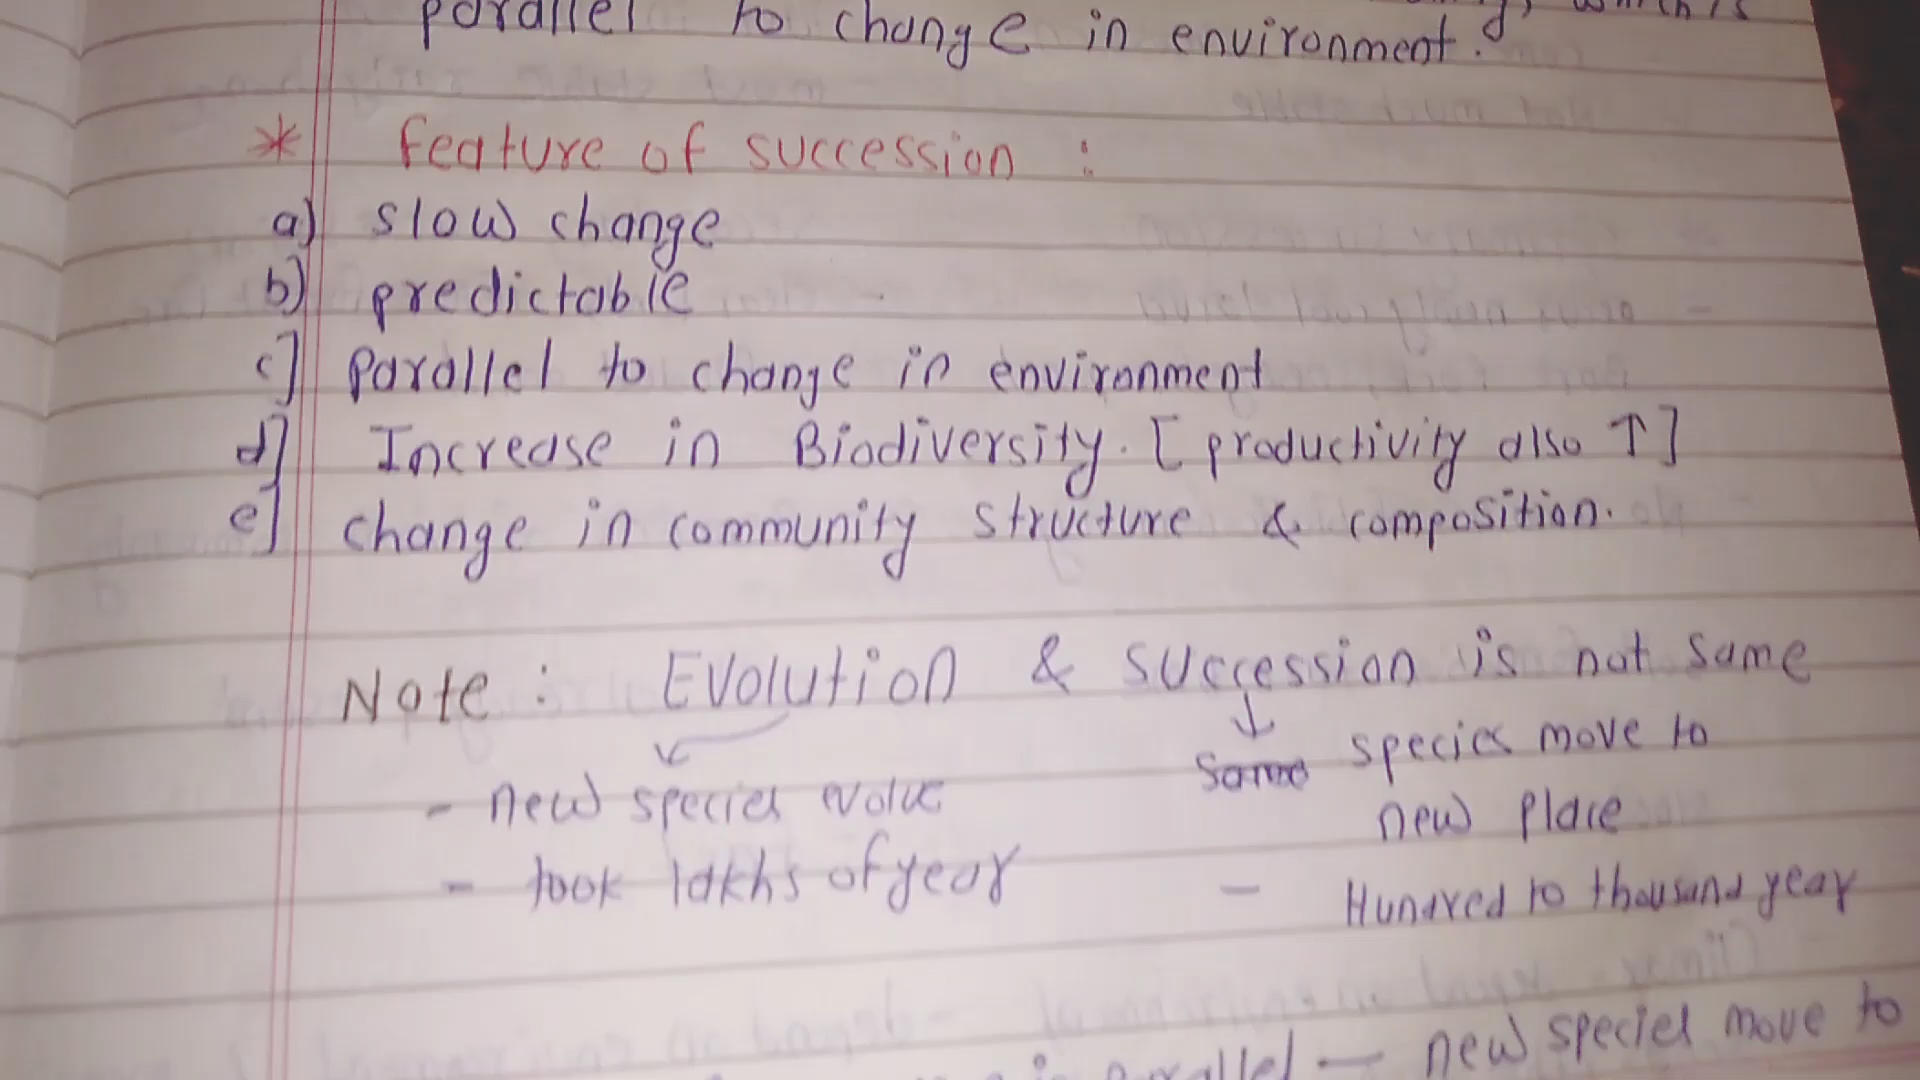 parallel to change in environment.
* feature of succession :
a) slow change
b) predictable
c] parallel to change in environment
d] Increase in Biodiversity. [productivity also ↑]
e] change in community structure & composition.
Note : Evolution & succession is not same
↓ species move to
- new species evolve Same new place
- took lakhs of year - Hundred to thousand year
parallel — new species move to